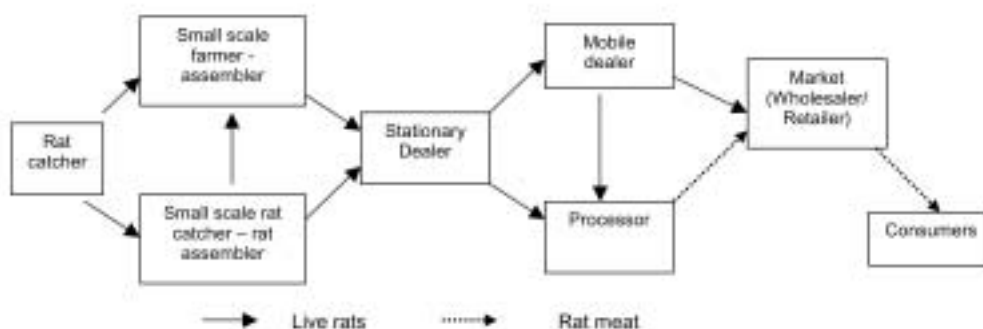 Small scale
farmer -
assembler
Mobile
dealer
Market
(Wholesaler/
Retailer)
Rat
catcher
Stationary
Dealer
Small scale rat
catcher – rat
assembler
Processor
Consumers
Live rats
Rat meat